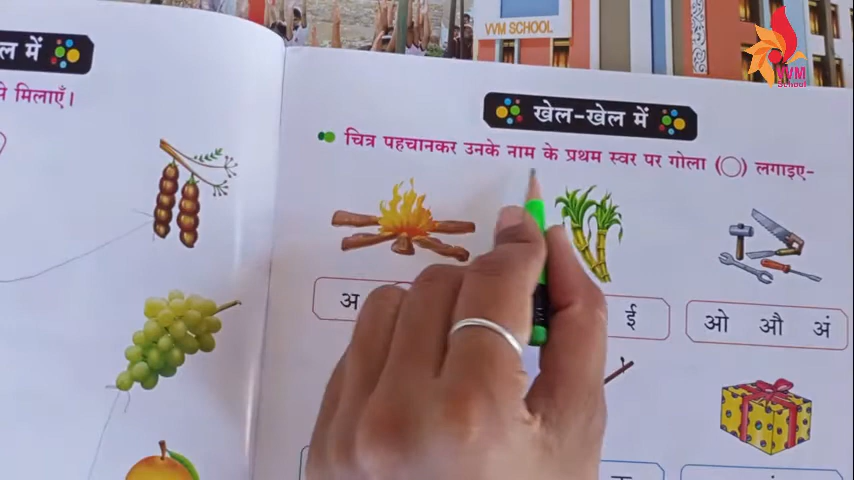 VVM SCHOOL
VVM
School
ल में
मिलाएँ।
खेल-खेल में
चित्र पहचानकर उनके नाम के प्रथम स्वर पर गोला (○) लगाइए-
अ
ई
ओ औ अं